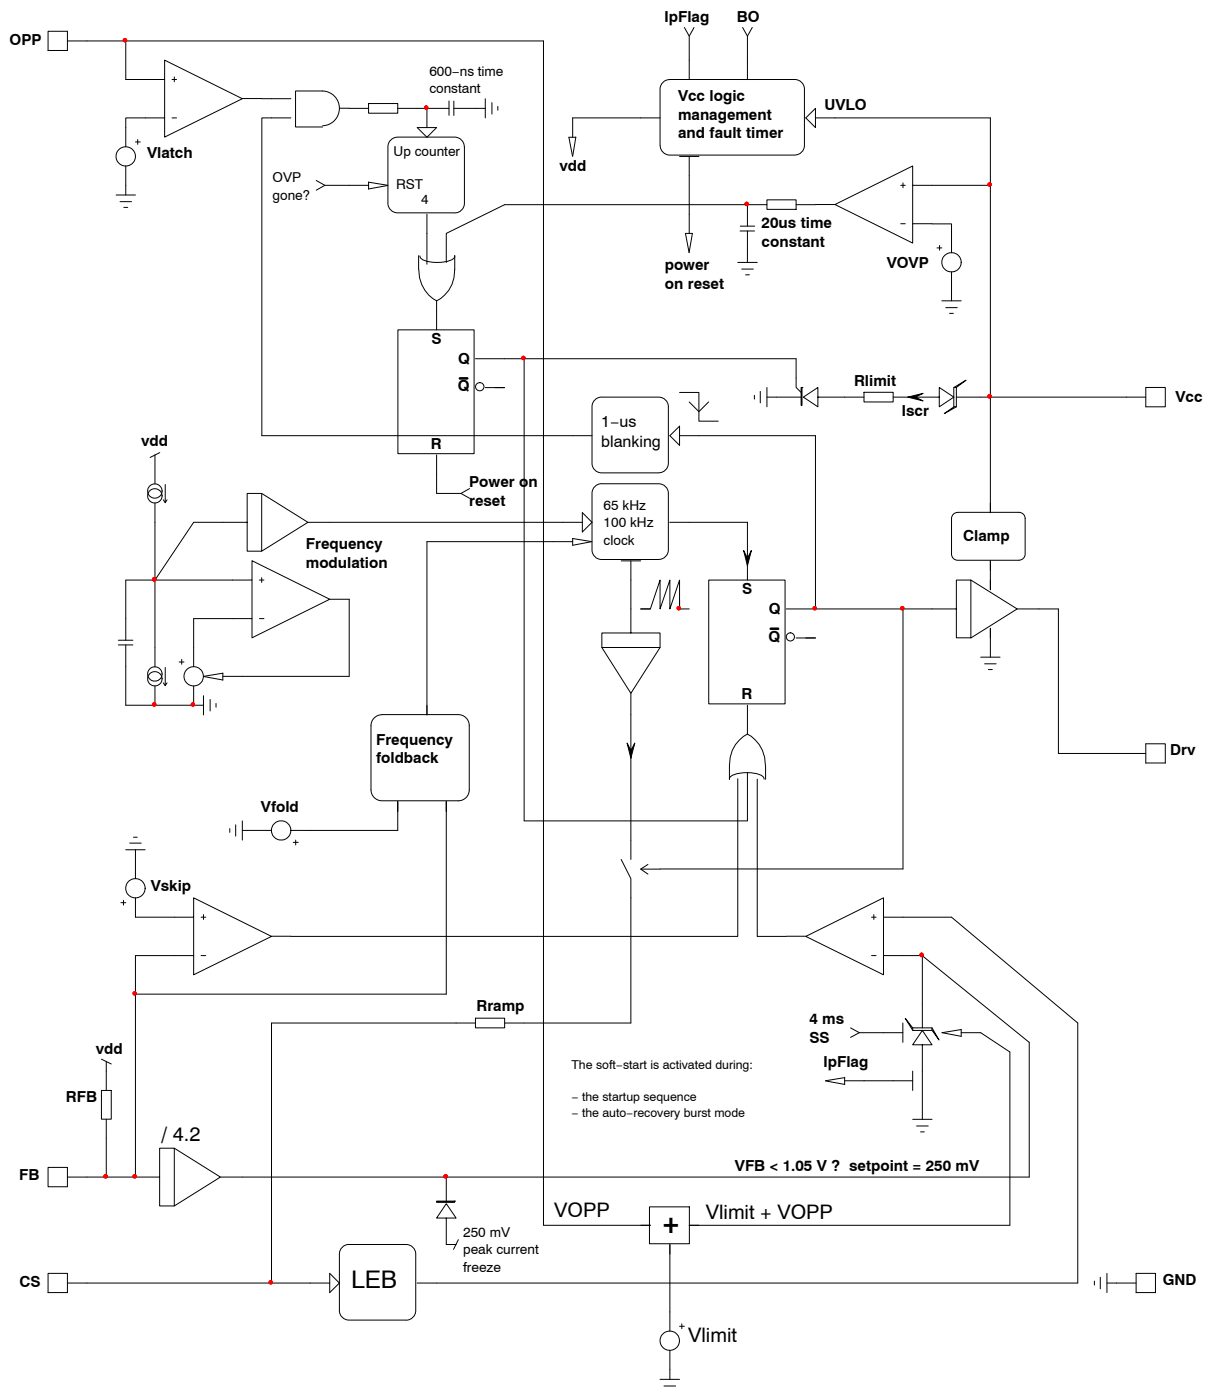 IpFlag
BO
OPP
600−ns time
constant
+
−
Vcc logic
management
and fault timer
UVLO
+
Vlatch
vdd
Up counter
OVP
gone?
RST
4
+
−
20us time
constant
+
VOVP
power
on reset
S
Q
Q
R
Rlimit
Iscr
Vcc
1−us
blanking
vdd
Power on
reset
65 kHz
100 kHz
clock
Frequency
modulation
Clamp
+
−
+
S
Q
Q
R
Frequency
foldback
Drv
Vfold
+
Vskip
+
+
−
+
−
Rramp
4 ms
SS
IpFlag
vdd
RFB
The soft−start is activated during:
− the startup sequence
− the auto−recovery burst mode
/ 4.2
FB
VFB < 1.05 V ? setpoint = 250 mV
VOPP
+
Vlimit + VOPP
250 mV
peak current
freeze
CS
LEB
GND
+
Vlimit